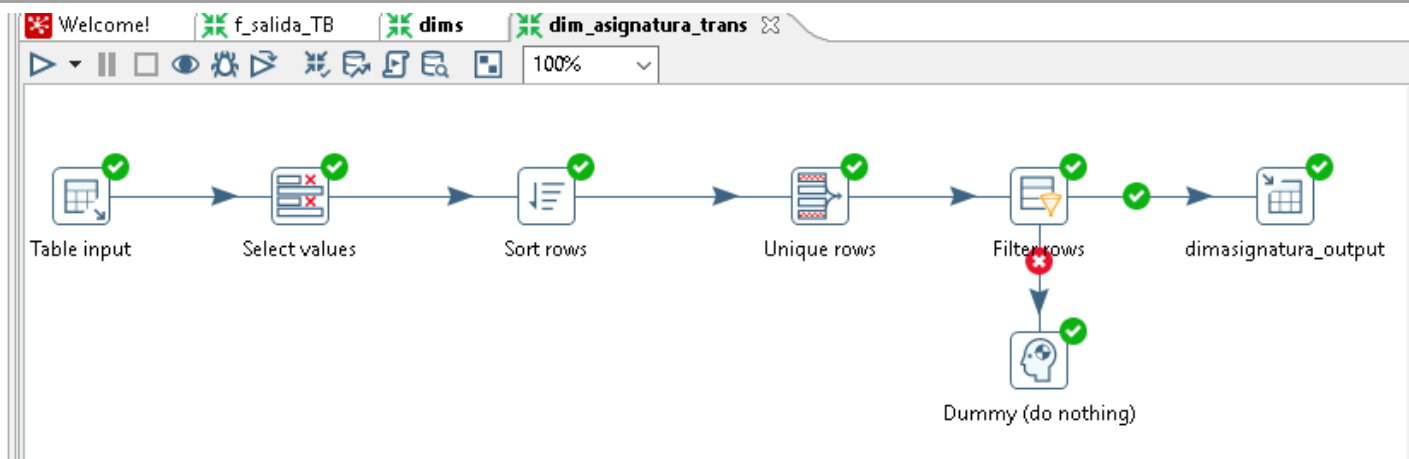 Welcome! f_salida_TB dims dim_asignatura_trans
100%
Table input Select values Sort rows Unique rows Filter rows dimasignatura_output
Dummy (do nothing)